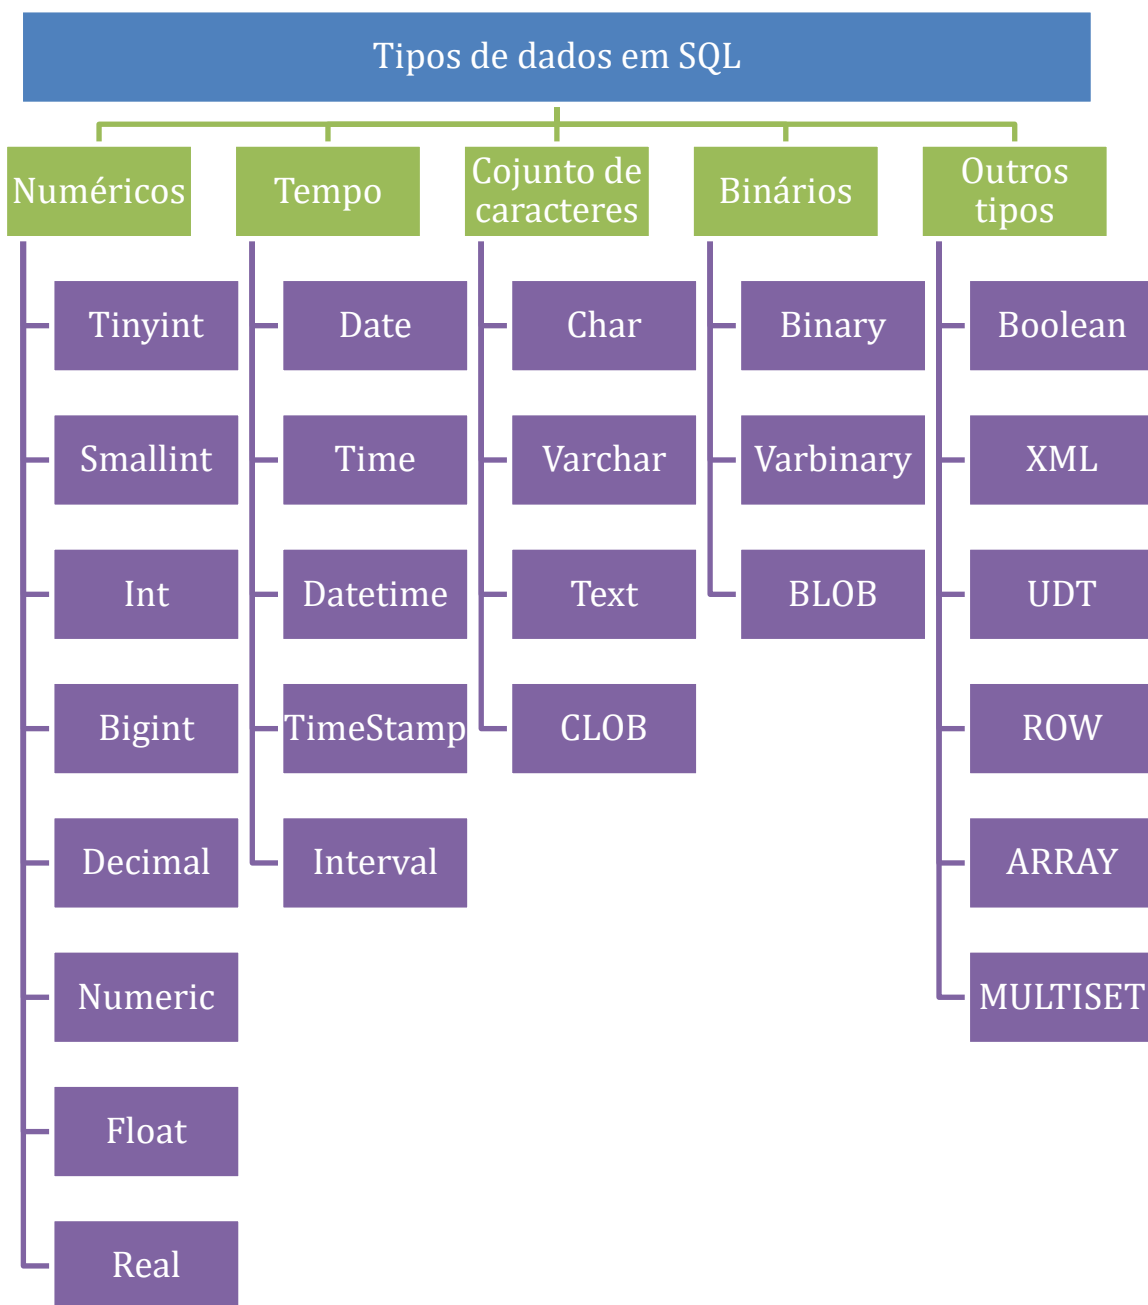 Tipos de dados em SQL
Numéricos
Tinyint
Smallint
Int
Bigint
Decimal
Numeric
Float
Real
Tempo
Date
Time
Datetime
TimeStamp
Interval
Cojunto de
caracteres
Char
Varchar
Text
CLOB
Binários
Binary
Varbinary
BLOB
Outros
tipos
Boolean
XML
UDT
ROW
ARRAY
MULTISET